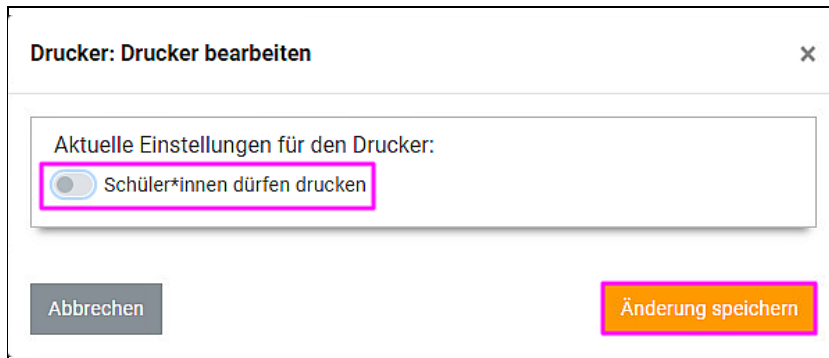 Drucker: Drucker bearbeiten ×
Aktuelle Einstellungen für den Drucker:
Schüler*innen dürfen drucken
Abbrechen Änderung speichern